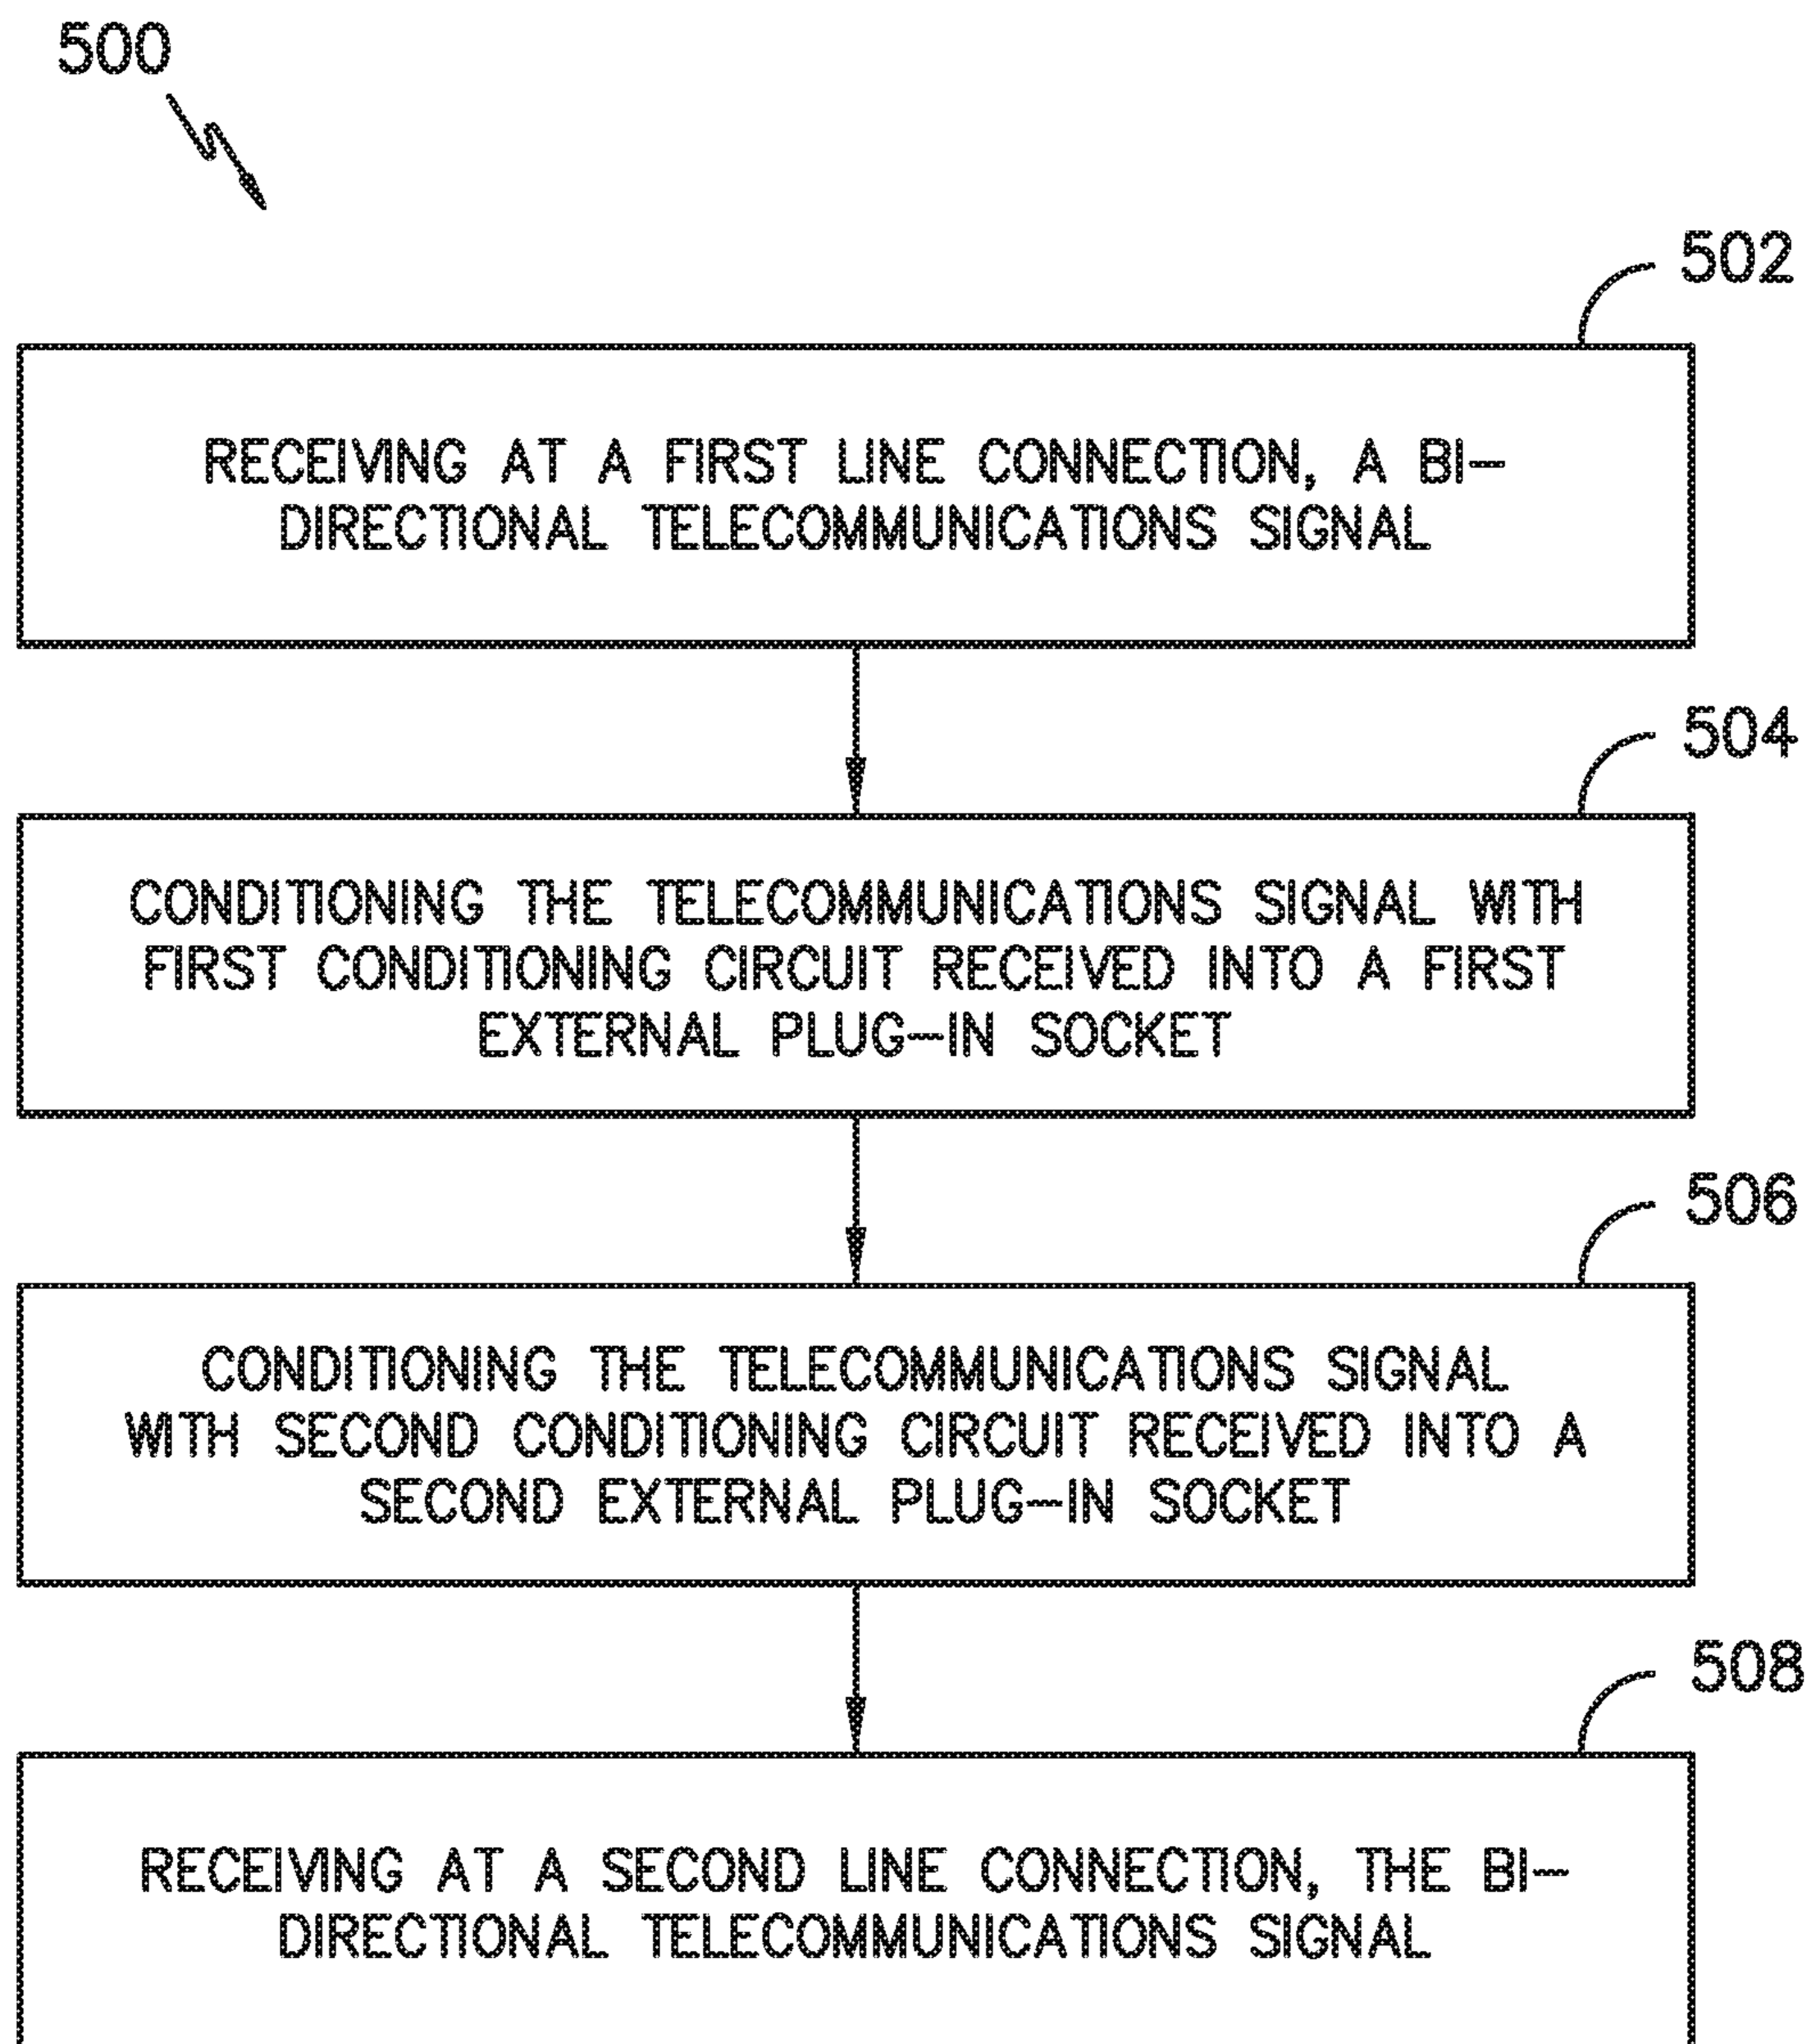 500
502
RECEIVING AT A FIRST LINE CONNECTION, A BI-
DIRECTIONAL TELECOMMUNICATIONS SIGNAL
504
CONDITIONING THE TELECOMMUNICATIONS SIGNAL WITH
FIRST CONDITIONING CIRCUIT RECEIVED INTO A FIRST
EXTERNAL PLUG-IN SOCKET
506
CONDITIONING THE TELECOMMUNICATIONS SIGNAL
WITH SECOND CONDITIONING CIRCUIT RECEIVED INTO A
SECOND EXTERNAL PLUG-IN SOCKET
508
RECEIVING AT A SECOND LINE CONNECTION, THE BI-
DIRECTIONAL TELECOMMUNICATIONS SIGNAL